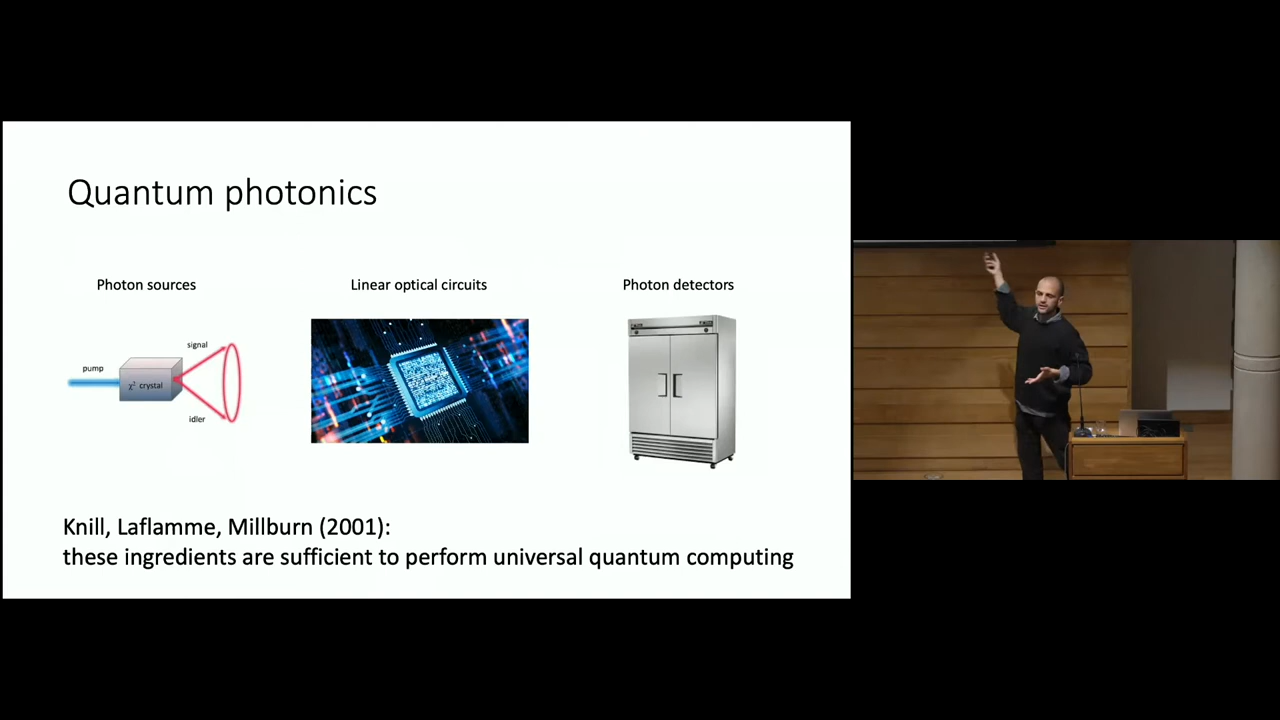 Quantum photonics
Photon sources
Linear optical circuits
Photon detectors
signal
pump
χ² crystal
idler
Knill, Laflamme, Millburn (2001):
these ingredients are sufficient to perform universal quantum computing